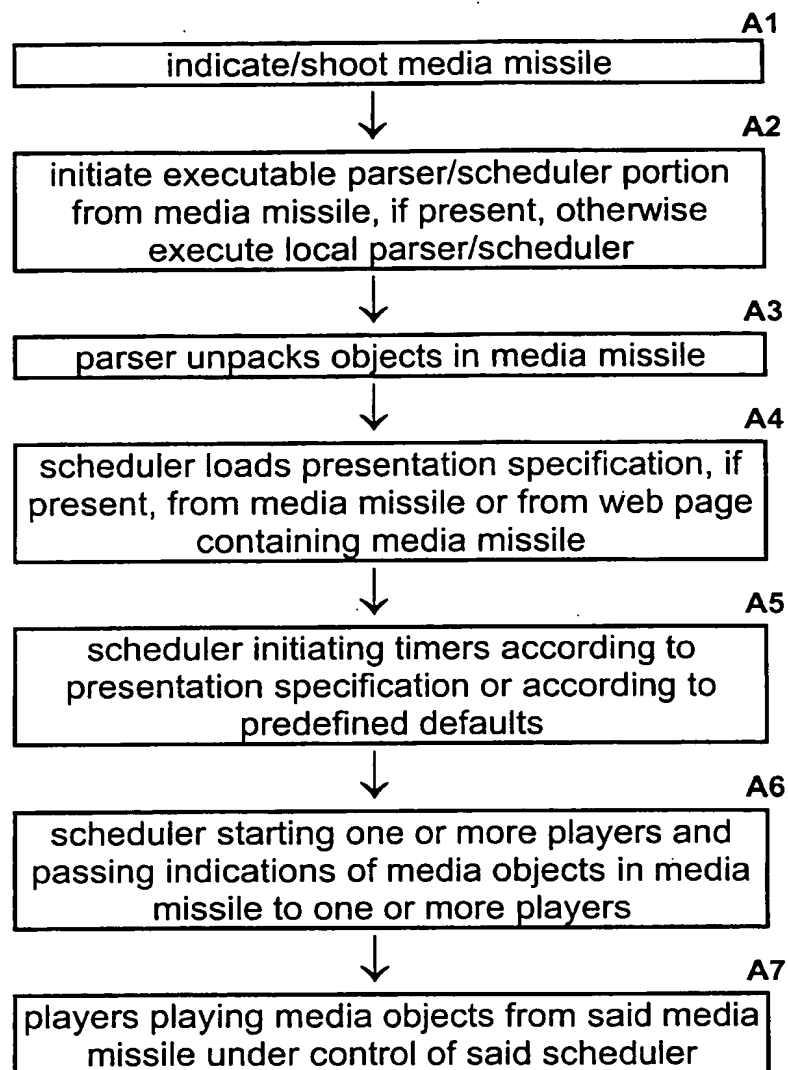 A1
indicate/shoot media missile
A2
initiate executable parser/scheduler portion
from media missile, if present, otherwise
execute local parser/scheduler
A3
parser unpacks objects in media missile
A4
scheduler loads presentation specification, if
present, from media missile or from web page
containing media missile
A5
scheduler initiating timers according to
presentation specification or according to
predefined defaults
A6
scheduler starting one or more players and
passing indications of media objects in media
missile to one or more players
A7
players playing media objects from said media
missile under control of said scheduler